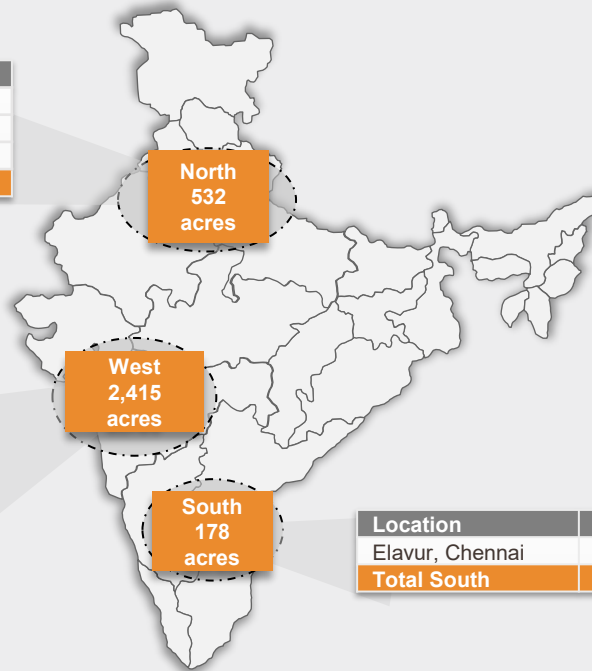 North
532
acres
West
2,415
acres
South
178
acres
Location
Elavur, Chennai
Total South